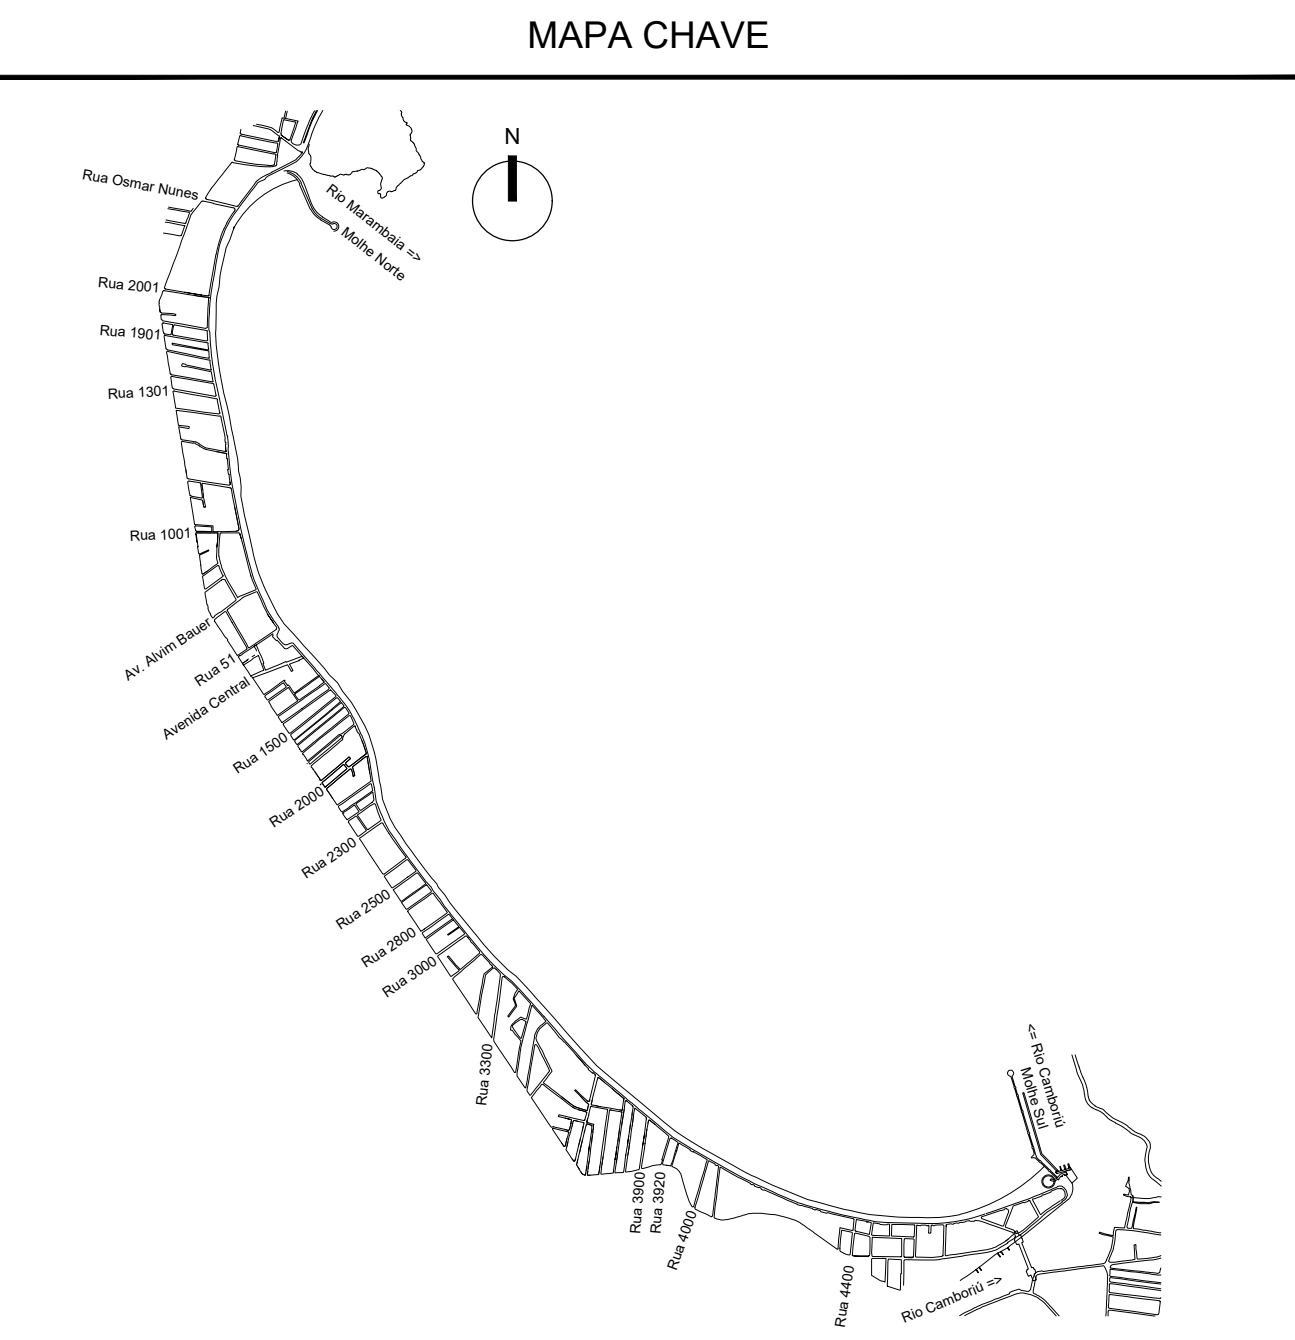 MAPA CHAVE
N
Rua Osmar Nunes
Rio Marambaia =>
Molhe Norte
Rua 2001
Rua 1901
Rua 1301
Rua 1001
Av. Alvim Bauer
Rua 51
Avenida Central
Rua 1500
Rua 2000
Rua 2300
Rua 2500
Rua 2800
Rua 3000
Rua 3300
<= Rio Camboriú
Molhe Sul
Rua 3900
Rua 3920
Rua 4000
Rua 4400
Rio Camboriú =>